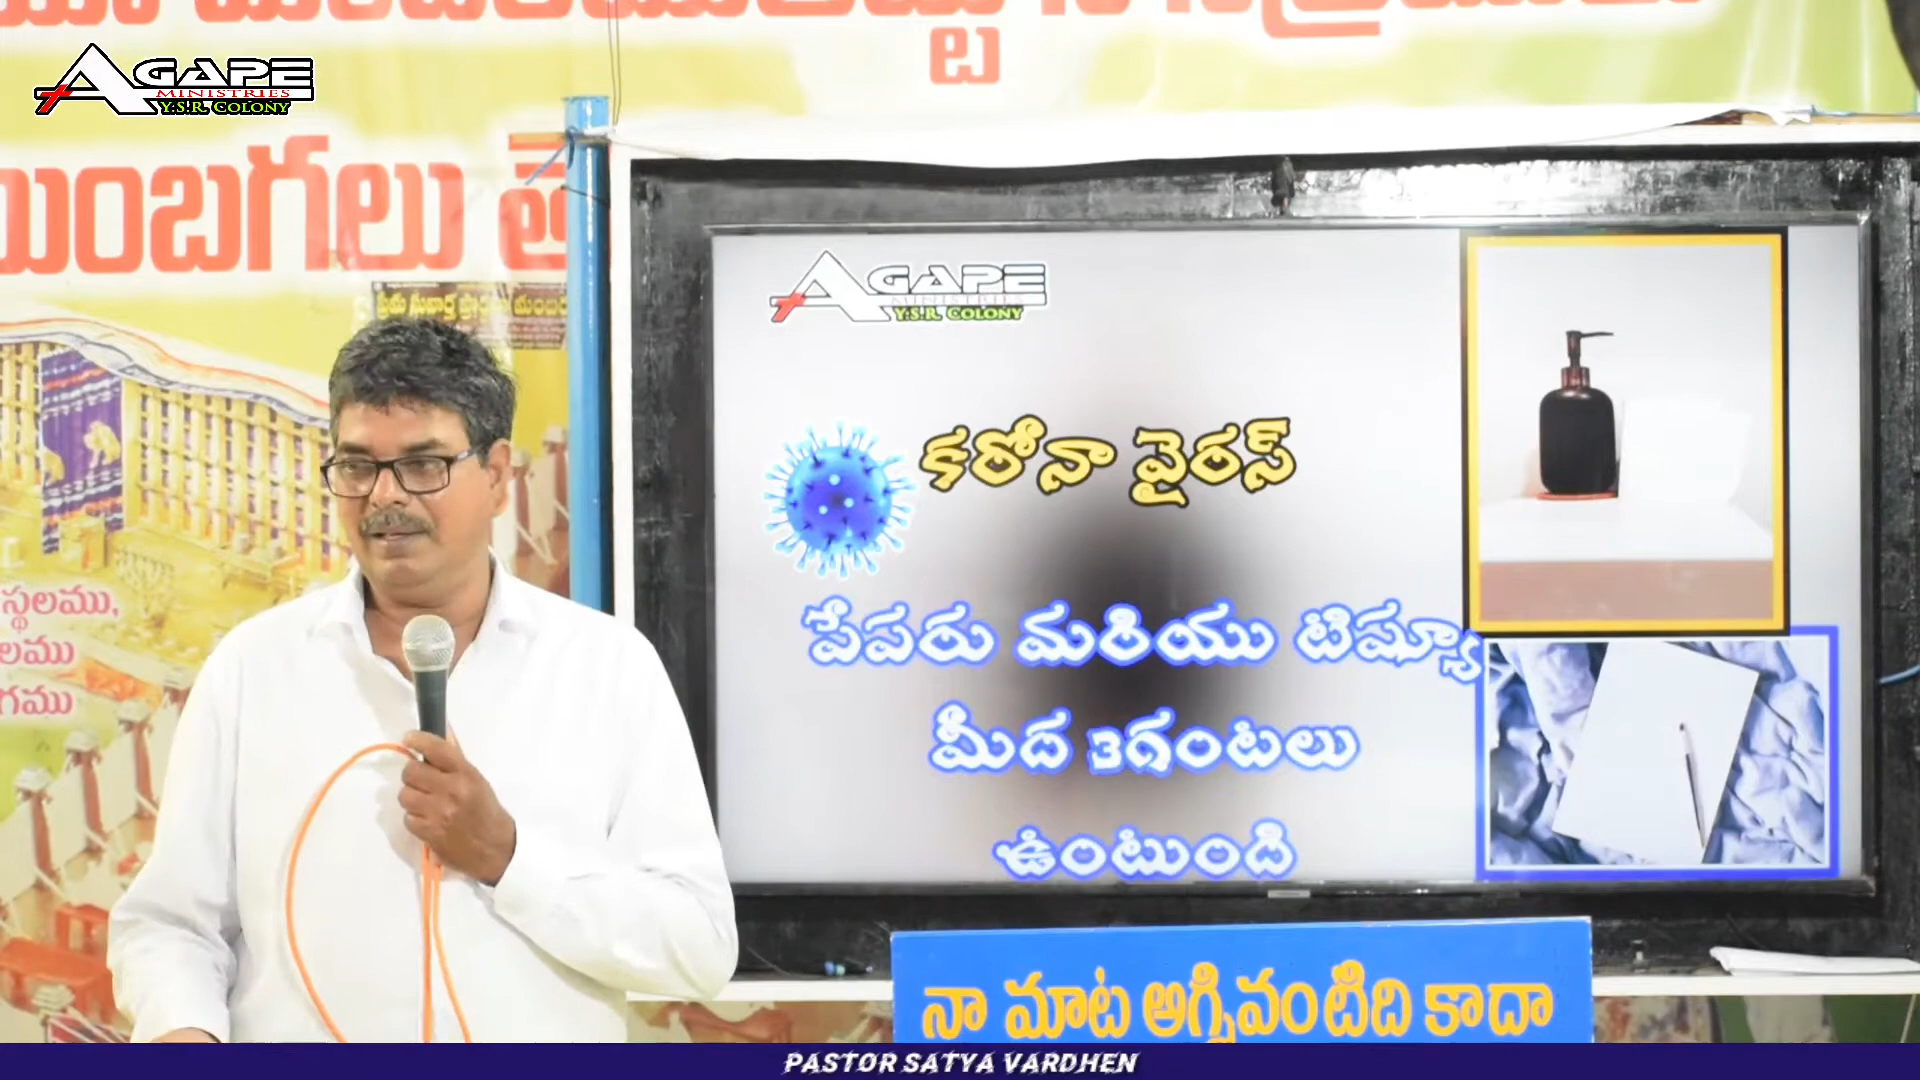 AGAPE
MINISTRIES
Y.S.R. COLONY
బ
యింబగలు తె
స్థలము,
లము
గము
AGAPE
MINISTRIES
Y.S.R. COLONY
కరోనా వైరస్
పేపరు మరియు టిష్యూ
మీద 3గంటలు
ఉంటుంది
నా మాట అగ్నివంటిది కాదా
PASTOR SATYA VARDHEN